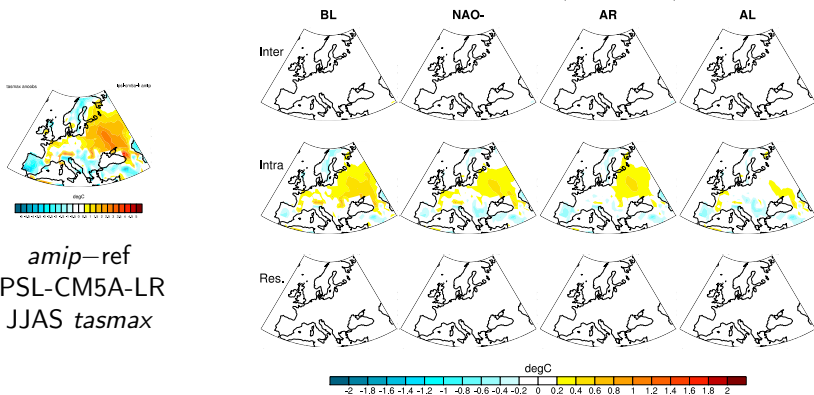 BL NAO- AR AL
Inter
Intra
Res.
degC
amip−ref
PSL-CM5A-LR
JJAS tasmax
degC
-2 -1.8 -1.6 -1.4 -1.2 -1 -0.8 -0.6 -0.4 -0.2 0 0.2 0.4 0.6 0.8 1 1.2 1.4 1.6 1.8 2